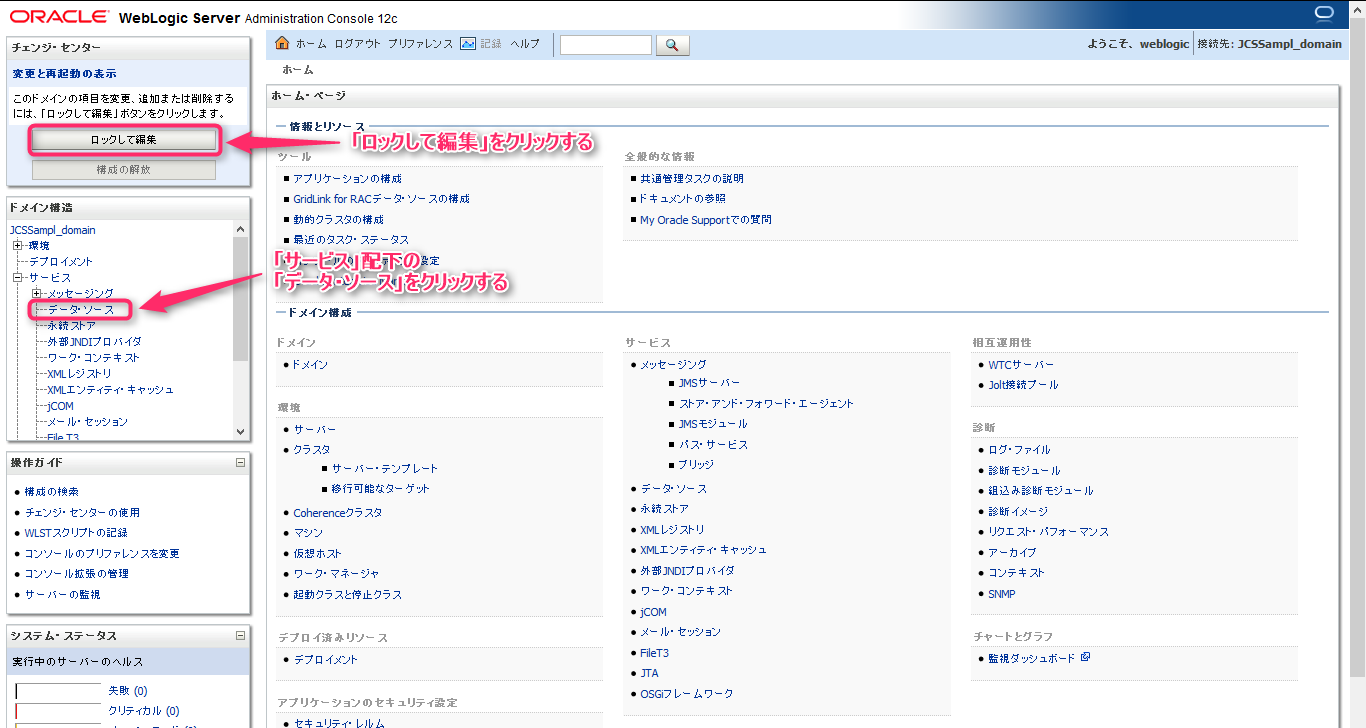 ORACLE WebLogic Server Administration Console 12c
チェンジ・センター
変更と再起動の表示
このドメインの項目を変更、追加または削除する
には、「ロックして編集」ボタンをクリックします。
ロックして編集
構成の解放
「ロックして編集」をクリックする
ドメイン構造
JCSSampl_domain
環境
デプロイメント
サービス
メッセージング
データ・ソース
永続ストア
外部JNDIプロバイダ
ワーク・コンテキスト
XMLレジストリ
XMLエンティティ・キャッシュ
jCOM
メール・セッション
File T3
「サービス」配下の
「データ・ソース」をクリックする
操作ガイド
構成の検索
チェンジ・センターの使用
WLSTスクリプトの記録
コンソールのプリファレンスを変更
コンソール拡張の管理
サーバーの監視
システム・ステータス
実行中のサーバーのヘルス
失敗 (0)
クリティカル (0)
ホーム ログアウト プリファレンス 記録 ヘルプ
ようこそ、weblogic 接続先: JCSSampl_domain
ホーム
ホーム・ページ
情報とリソース
ツール
アプリケーションの構成
GridLink for RACデータ・ソースの構成
動的クラスタの構成
最近のタスク・ステータス
設定
全般的な情報
共通管理タスクの説明
ドキュメントの参照
My Oracle Supportでの質問
ドメイン構成
ドメイン
ドメイン
環境
サーバー
クラスタ
サーバー・テンプレート
移行可能なターゲット
Coherenceクラスタ
マシン
仮想ホスト
ワーク・マネージャ
起動クラスと停止クラス
デプロイ済みリソース
デプロイメント
アプリケーションのセキュリティ設定
セキュリティ・レルム
サービス
メッセージング
JMSサーバー
ストア・アンド・フォワード・エージェント
JMSモジュール
パス・サービス
ブリッジ
データ・ソース
永続ストア
XMLレジストリ
XMLエンティティ・キャッシュ
外部JNDIプロバイダ
ワーク・コンテキスト
jCOM
メール・セッション
FileT3
JTA
OSGiフレームワーク
相互運用性
WTCサーバー
Jolt接続プール
診断
ログ・ファイル
診断モジュール
組込み診断モジュール
診断イメージ
リクエスト・パフォーマンス
アーカイブ
コンテキスト
SNMP
チャートとグラフ
監視ダッシュボード